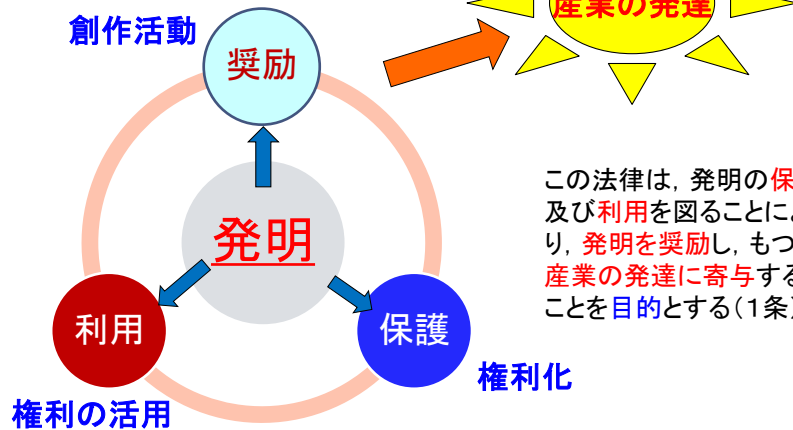 産業の発達
創作活動
奨励
この法律は，発明の保
及び利用を図ることによ
り，発明を奨励し，もつ
産業の発達に寄与する
ことを目的とする（１条）
発明
利用
保護
権利化
権利の活用